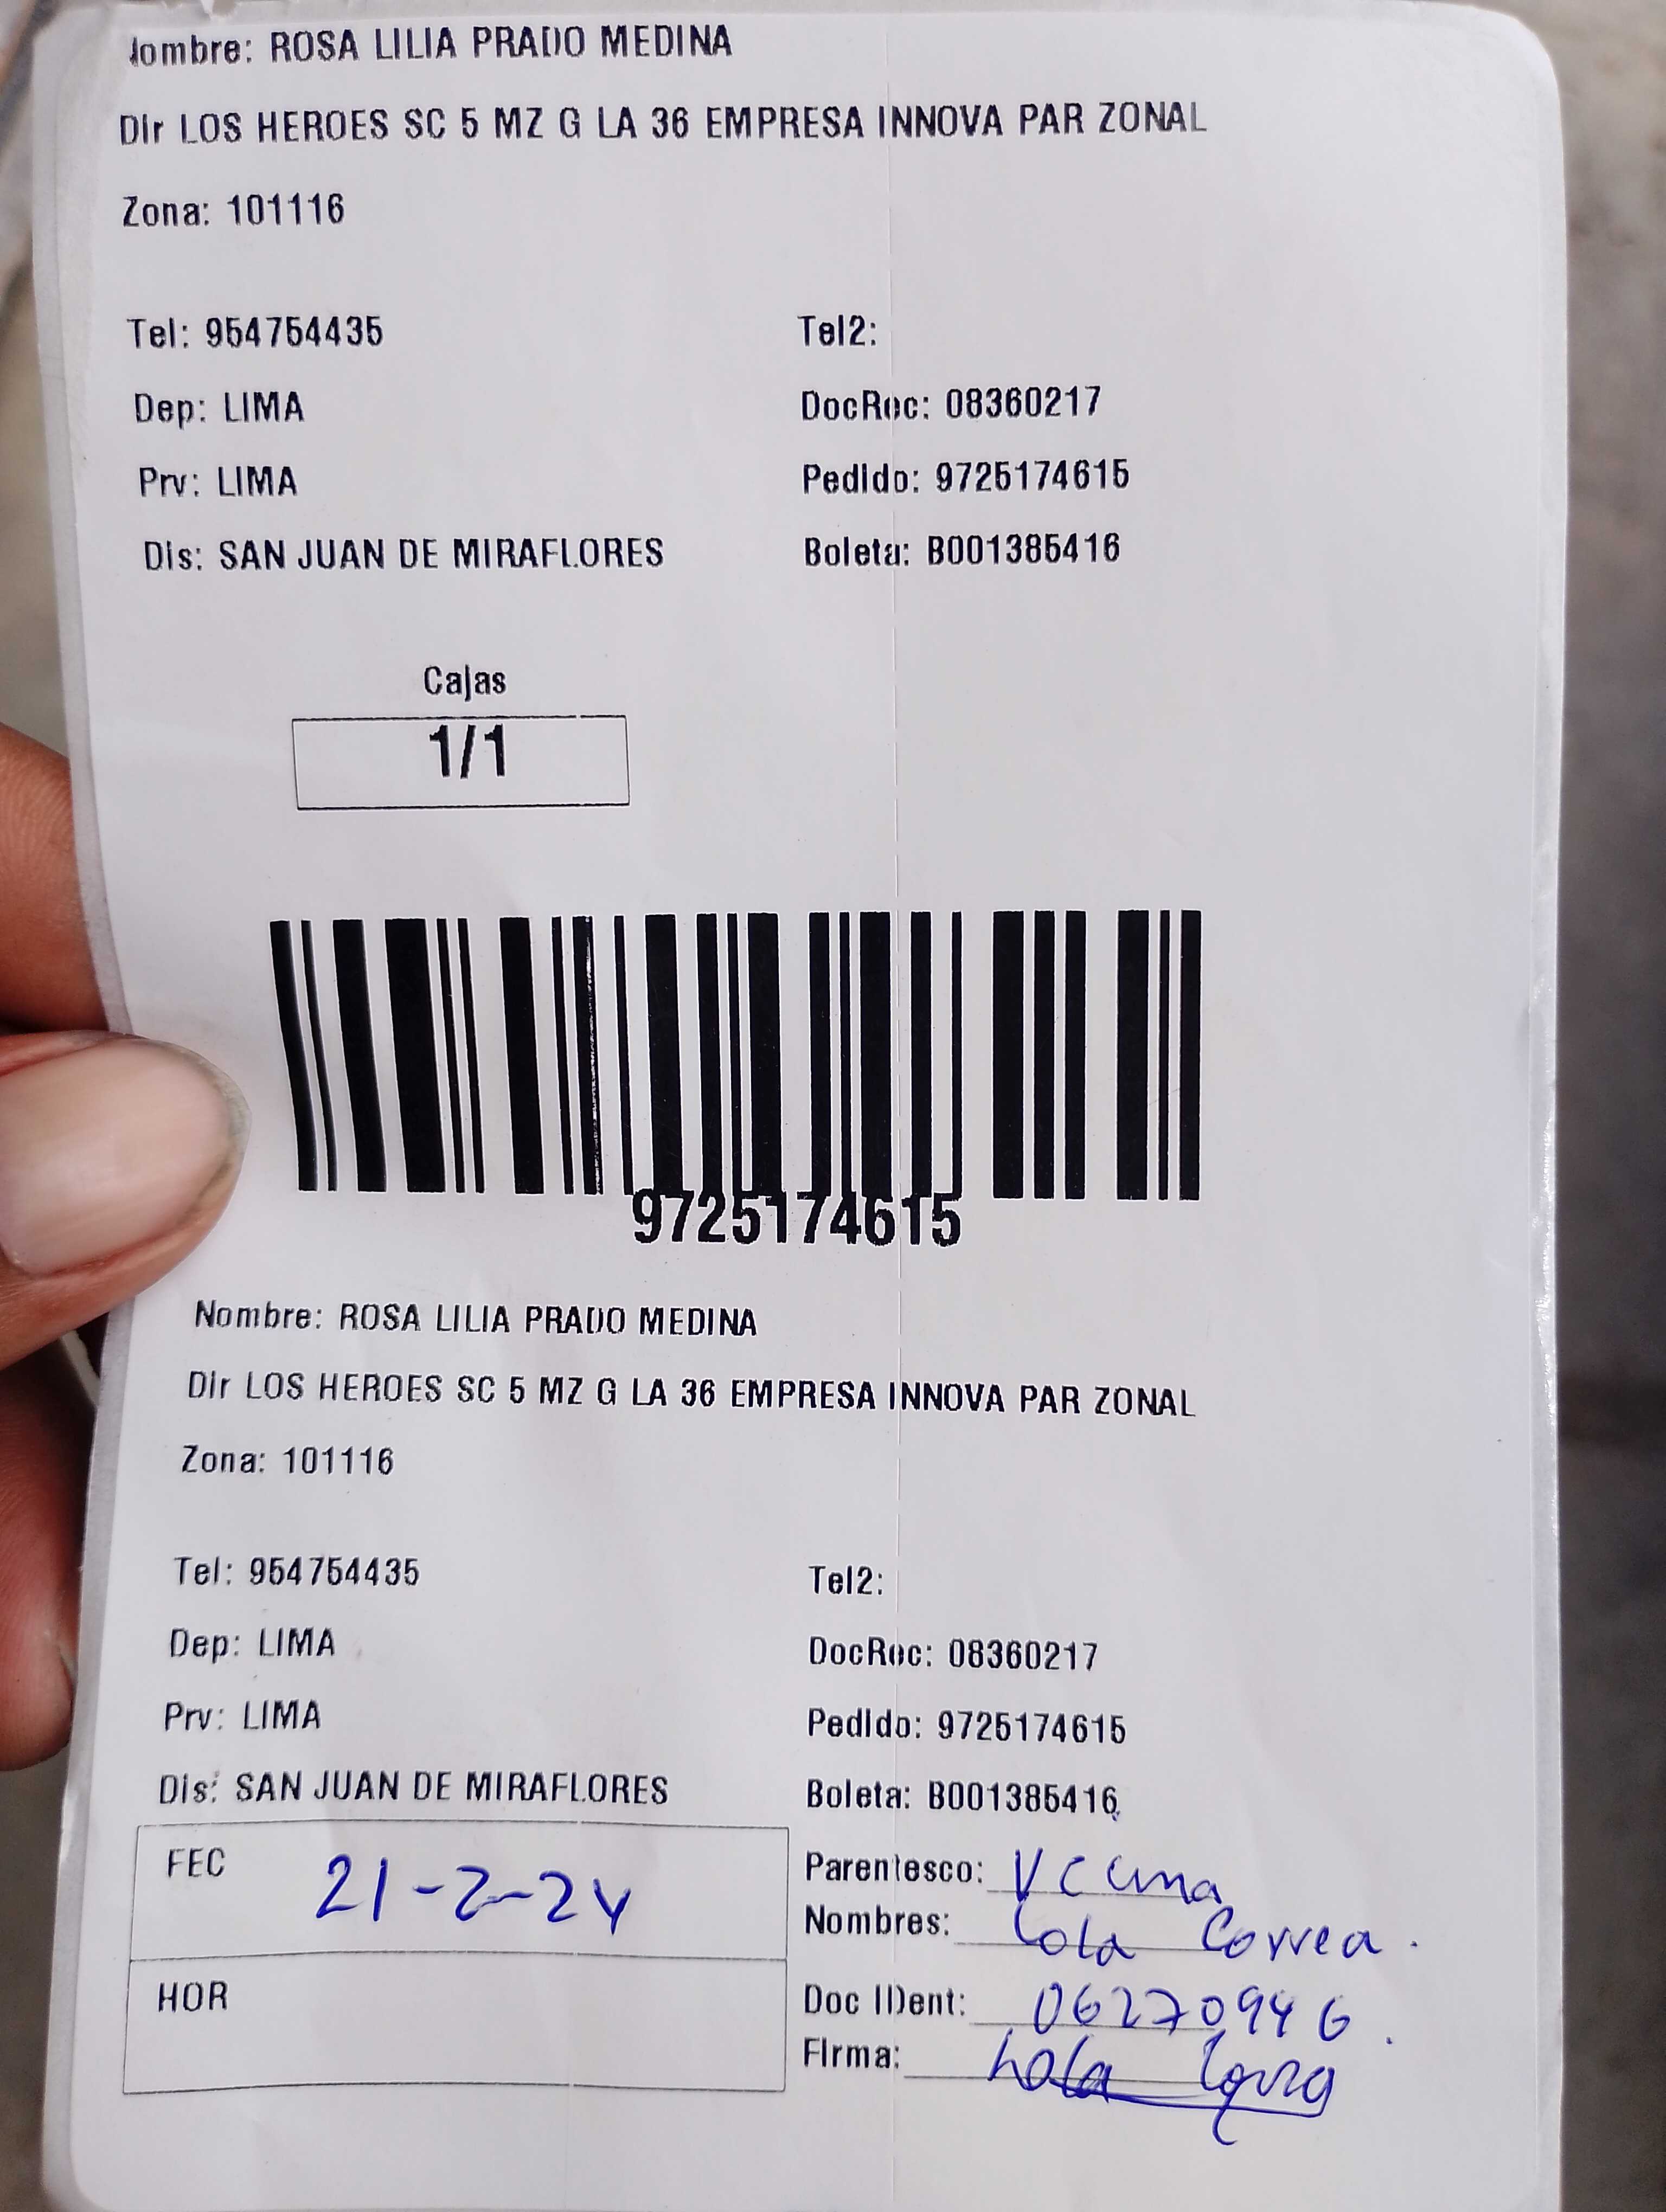 Nombre: ROSA LILIA PRADO MEDINA
Dir LOS HEROES SC 5 MZ G LA 36 EMPRESA INNOVA PAR ZONAL
Zona: 101116
Tel: 954754435 Tel2:
Dep: LIMA DocRec: 08360217
Prv: LIMA Pedido: 9725174615
Dis: SAN JUAN DE MIRAFLORES Boleta: B001385416
Cajas
1/1
9725174615
Nombre: ROSA LILIA PRADO MEDINA
Dir LOS HEROES SC 5 MZ G LA 36 EMPRESA INNOVA PAR ZONAL
Zona: 101116
Tel: 954754435 Tel2:
Dep: LIMA DocRec: 08360217
Prv: LIMA Pedido: 9725174615
Dis: SAN JUAN DE MIRAFLORES Boleta: B001385416
FEC 21-2-24 Parentesco:
Nombres: Lola Correa.
HOR Doc IDent: 06270946.
Firma: Lola